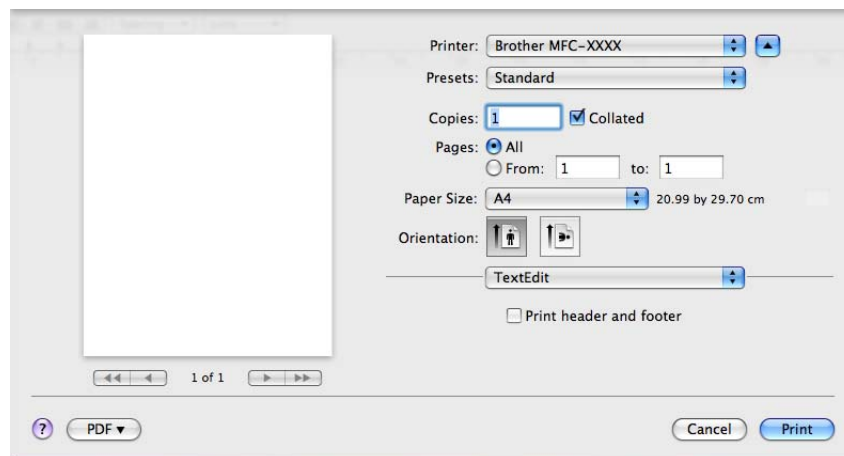 Printer: Brother MFC-XXXX
Presets: Standard
Copies: 1 Collated
Pages: All
From: 1 to: 1
Paper Size: A4 20.99 by 29.70 cm
Orientation:
TextEdit
Print header and footer
1 of 1
? PDF Cancel Print